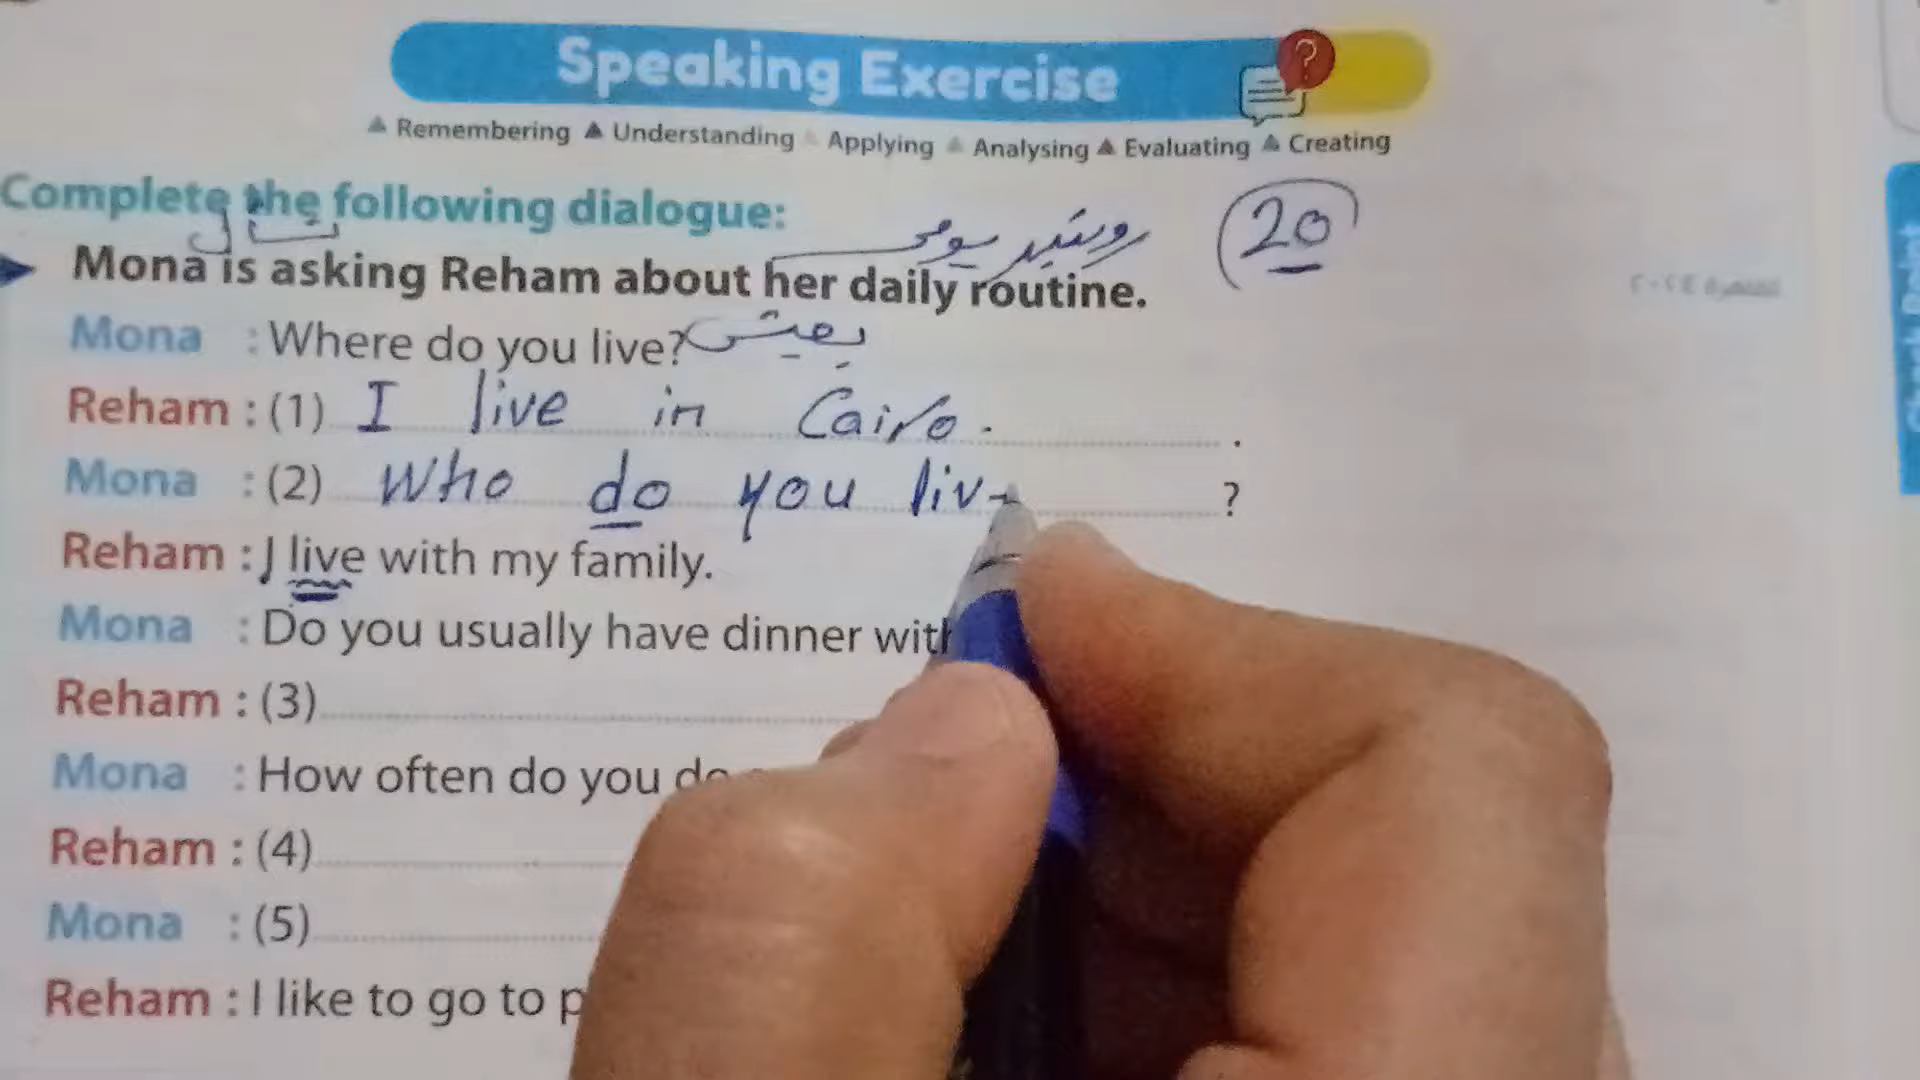 Speaking Exercise
Remembering Understanding Applying Analysing Evaluating Creating
Complete the following dialogue:
روتين يومى
20
Mona is asking Reham about her daily routine.
Mona : Where do you live? يعيش
Reham : (1) I live in Cairo.
Mona : (2) Who do you liv ?
Reham : I live with my family.
Mona : Do you usually have dinner with
Reham : (3)
Mona : How often do you do
Reham : (4)
Mona : (5)
Reham : I like to go to p